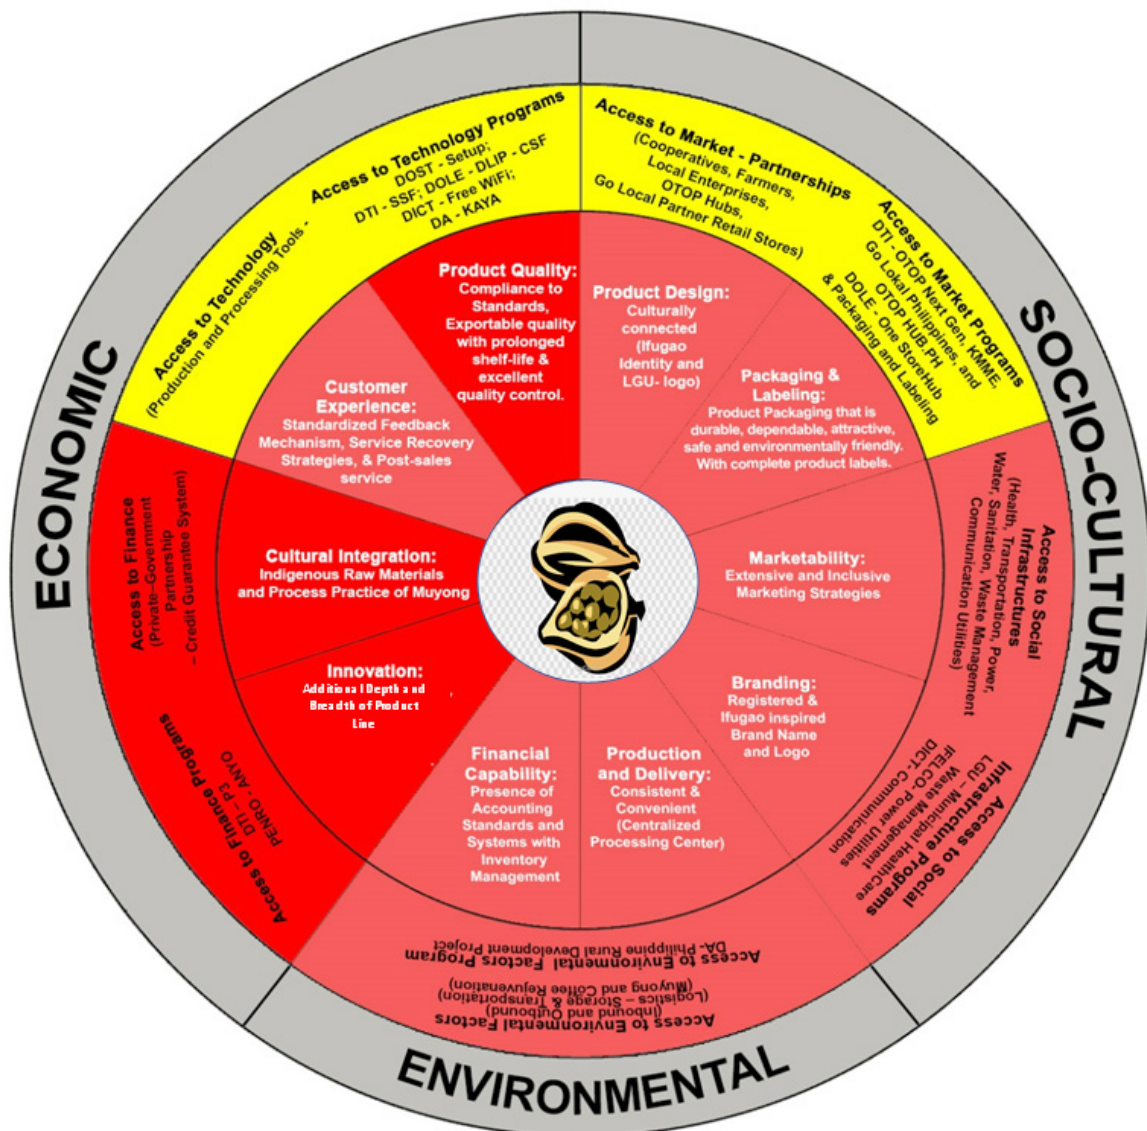 ECONOMIC
SOCIO-CULTURAL
ENVIRONMENTAL
Access to Technology
(Production and Processing Tools -
Access to Technology Programs
DOST - Setup;
DTI - SSF; DOLE - DLIP - CSF
DICT - Free WiFi;
DA - KAYA
Access to Market - Partnerships
(Cooperatives, Farmers,
Local Enterprises,
OTOP Hubs,
Go Local Partner Retail Stores)
Access to Market Programs
DTI - OTOP Next Gen, KMME
Go Lokal Philippines, and
OTOP HUB.PH
DOLE - One StoreHub
& Packaging and Labeling
Access to Social
Infrastructures
(Health, Transportation, Power,
Water, Sanitation, Waste Management
Communication Utilities)
Access to Social
Infrastructure Programs
LGU – Municipal HealthCare
Waste Management
IFELCO- Power Utilities
DICT- Communication
Access to Environmental Factors
(Inbound and Outbound)
(Logistics – Storage & Transportation)
(Muyong and Coffee Rejuvenation)
Access to Environmental Factors Program
DA- Philippine Rural Development Project
Access to Finance Programs
DTI – P3
PENRO - ANYO
Access to Finance
(Private–Government
Partnership
– Credit Guarantee System)
Product Quality:
Compliance to
Standards,
Exportable quality
with prolonged
shelf-life &
excellent
quality control.
Product Design:
Culturally
connected
(Ifugao
Identity and
LGU- logo)
Packaging &
Labeling:
Product Packaging that is
durable, dependable, attractive,
safe and environmentally friendly.
With complete product labels.
Marketability:
Extensive and Inclusive
Marketing Strategies
Branding:
Registered &
Ifugao inspired
Brand Name
and Logo
Production
and Delivery:
Consistent &
Convenient
(Centralized
Processing Center)
Financial
Capability:
Presence of
Accounting
Standards and
Systems with
Inventory
Management
Innovation:
Additional Depth and
Breadth of Product
Line
Cultural Integration:
Indigenous Raw Materials
and Process Practice of Muyong
Customer
Experience:
Standardized Feedback
Mechanism, Service Recovery
Strategies, & Post-sales
service